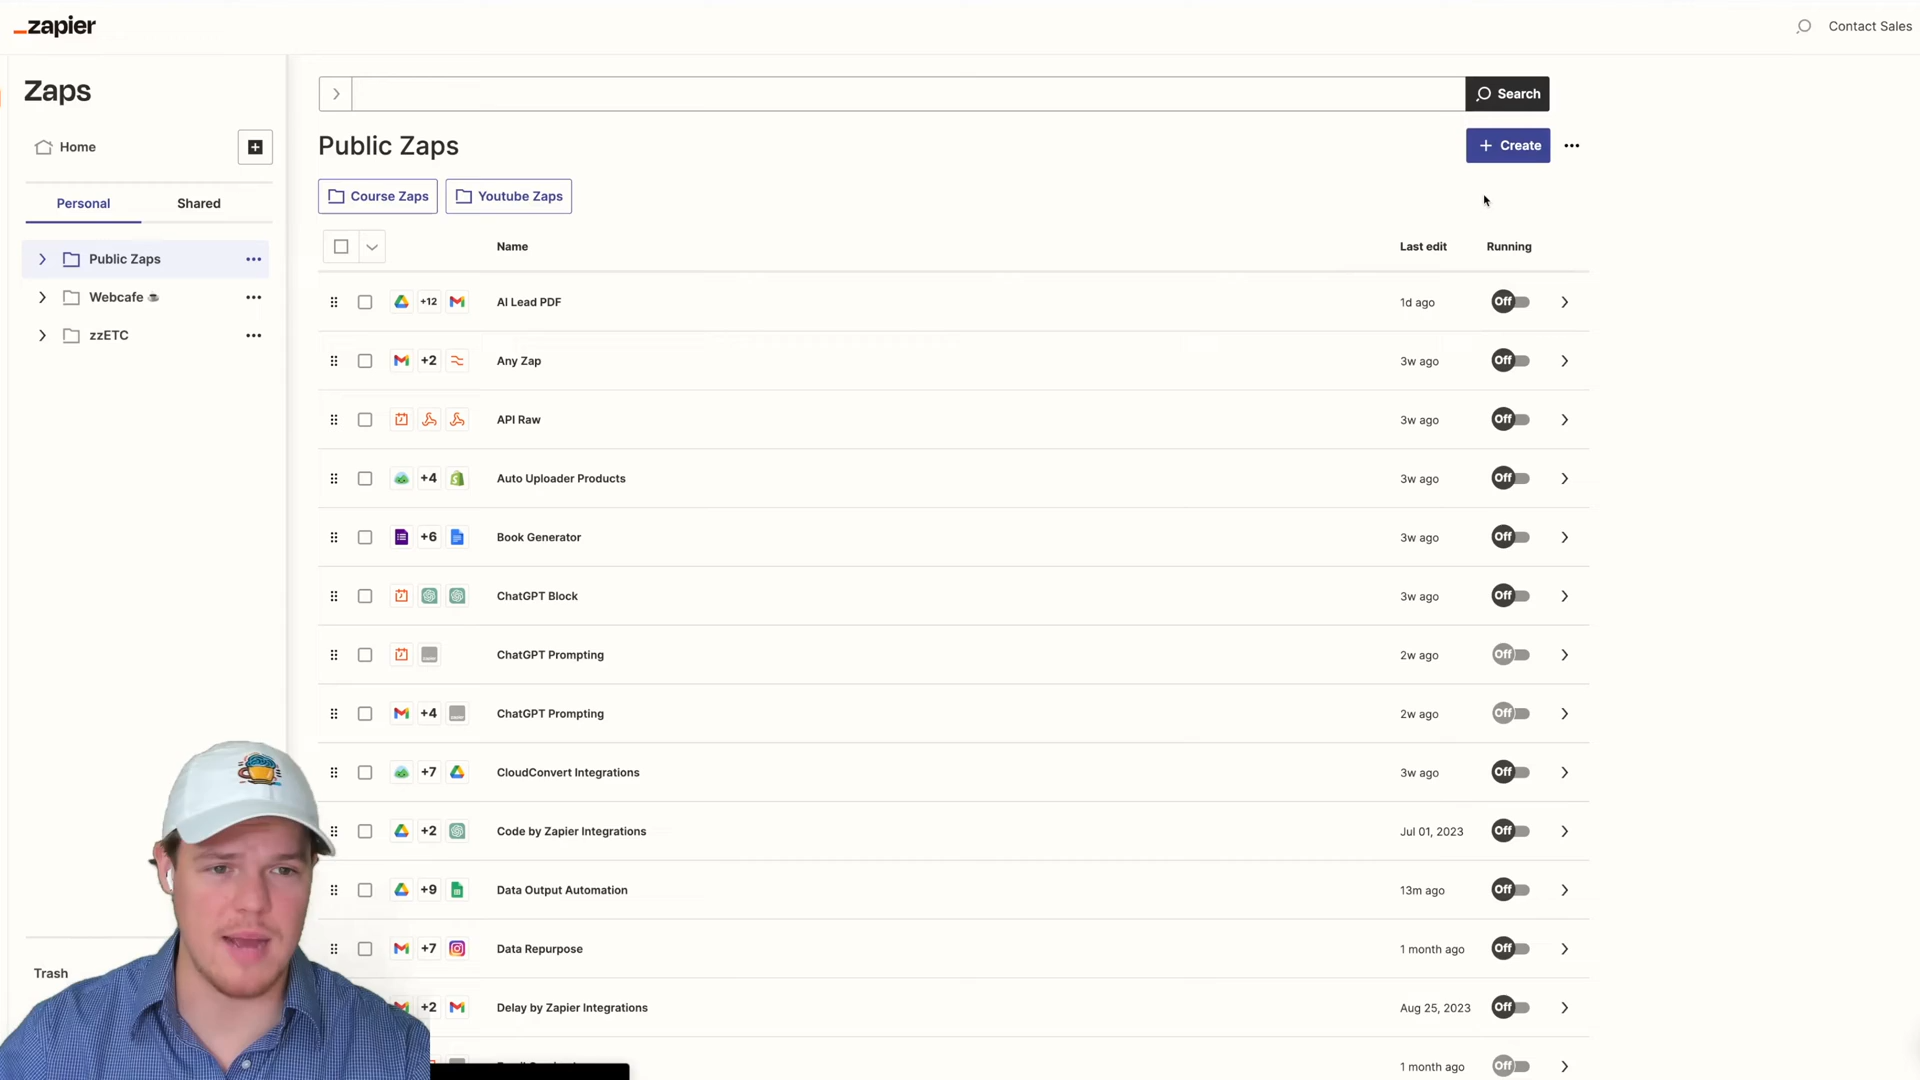 zapier
Contact Sales
Zaps
Home
Personal
Shared
Public Zaps
Webcafe
zzETC
Trash
Search
Public Zaps
Create
Course Zaps
Youtube Zaps
Name
Last edit
Running
+12
AI Lead PDF
1d ago
Off
+2
Any Zap
3w ago
Off
API Raw
3w ago
Off
+4
Auto Uploader Products
3w ago
Off
+6
Book Generator
3w ago
Off
ChatGPT Block
3w ago
Off
ChatGPT Prompting
2w ago
Off
+4
ChatGPT Prompting
2w ago
Off
+7
CloudConvert Integrations
3w ago
Off
+2
Code by Zapier Integrations
Jul 01, 2023
Off
+9
Data Output Automation
13m ago
Off
+7
Data Repurpose
1 month ago
Off
+2
Delay by Zapier Integrations
Aug 25, 2023
Off
1 month ago
Off